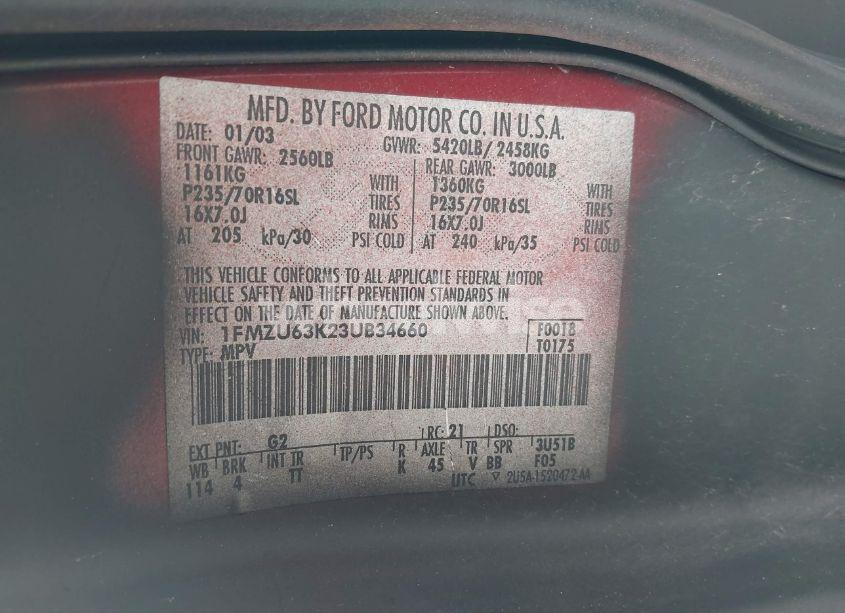 MFD. BY FORD MOTOR CO. IN U.S.A.
DATE: 01/03 GVWR: 5420LB/ 2458KG
FRONT GAWR: 2560LB REAR GAWR: 3000LB
1161KG WITH 1360KG WITH
P235/70R16SL TIRES P235/70R16SL TIRES
16X7.0J RIMS 16X7.0J RIMS
AT 205 kPa/30 PSI COLD AT 240 kPa/35 PSI COLD
THIS VEHICLE CONFORMS TO ALL APPLICABLE FEDERAL MOTOR
VEHICLE SAFETY AND THEFT PREVENTION STANDARDS IN
EFFECT ON THE DATE OF MANUFACTURE SHOWN ABOVE.
VIN: 1FMZU63K23UB34660 F0018
TYPE: MPV T0175
EXT PNT: G2 RC: 21 DSO:
WB BRK INT TR TP/PS R AXLE TR SPR 3U51B
114 4 TT K 45 V BB F05
UTC ▽ 2U5A-1520472-AA